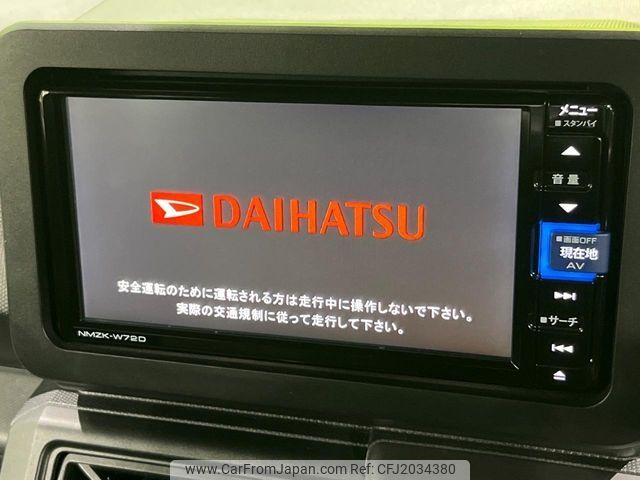 メニュー
■ スタンバイ
音量
DAIHATSU
■ 画面OFF
現在地
AV
安全運転のために運転される方は走行中に操作しないで下さい。
実際の交通規制に従って走行して下さい。
■ サーチ
NMZK-W72D
www.CarFromJapan.com ID:CFJ2034380